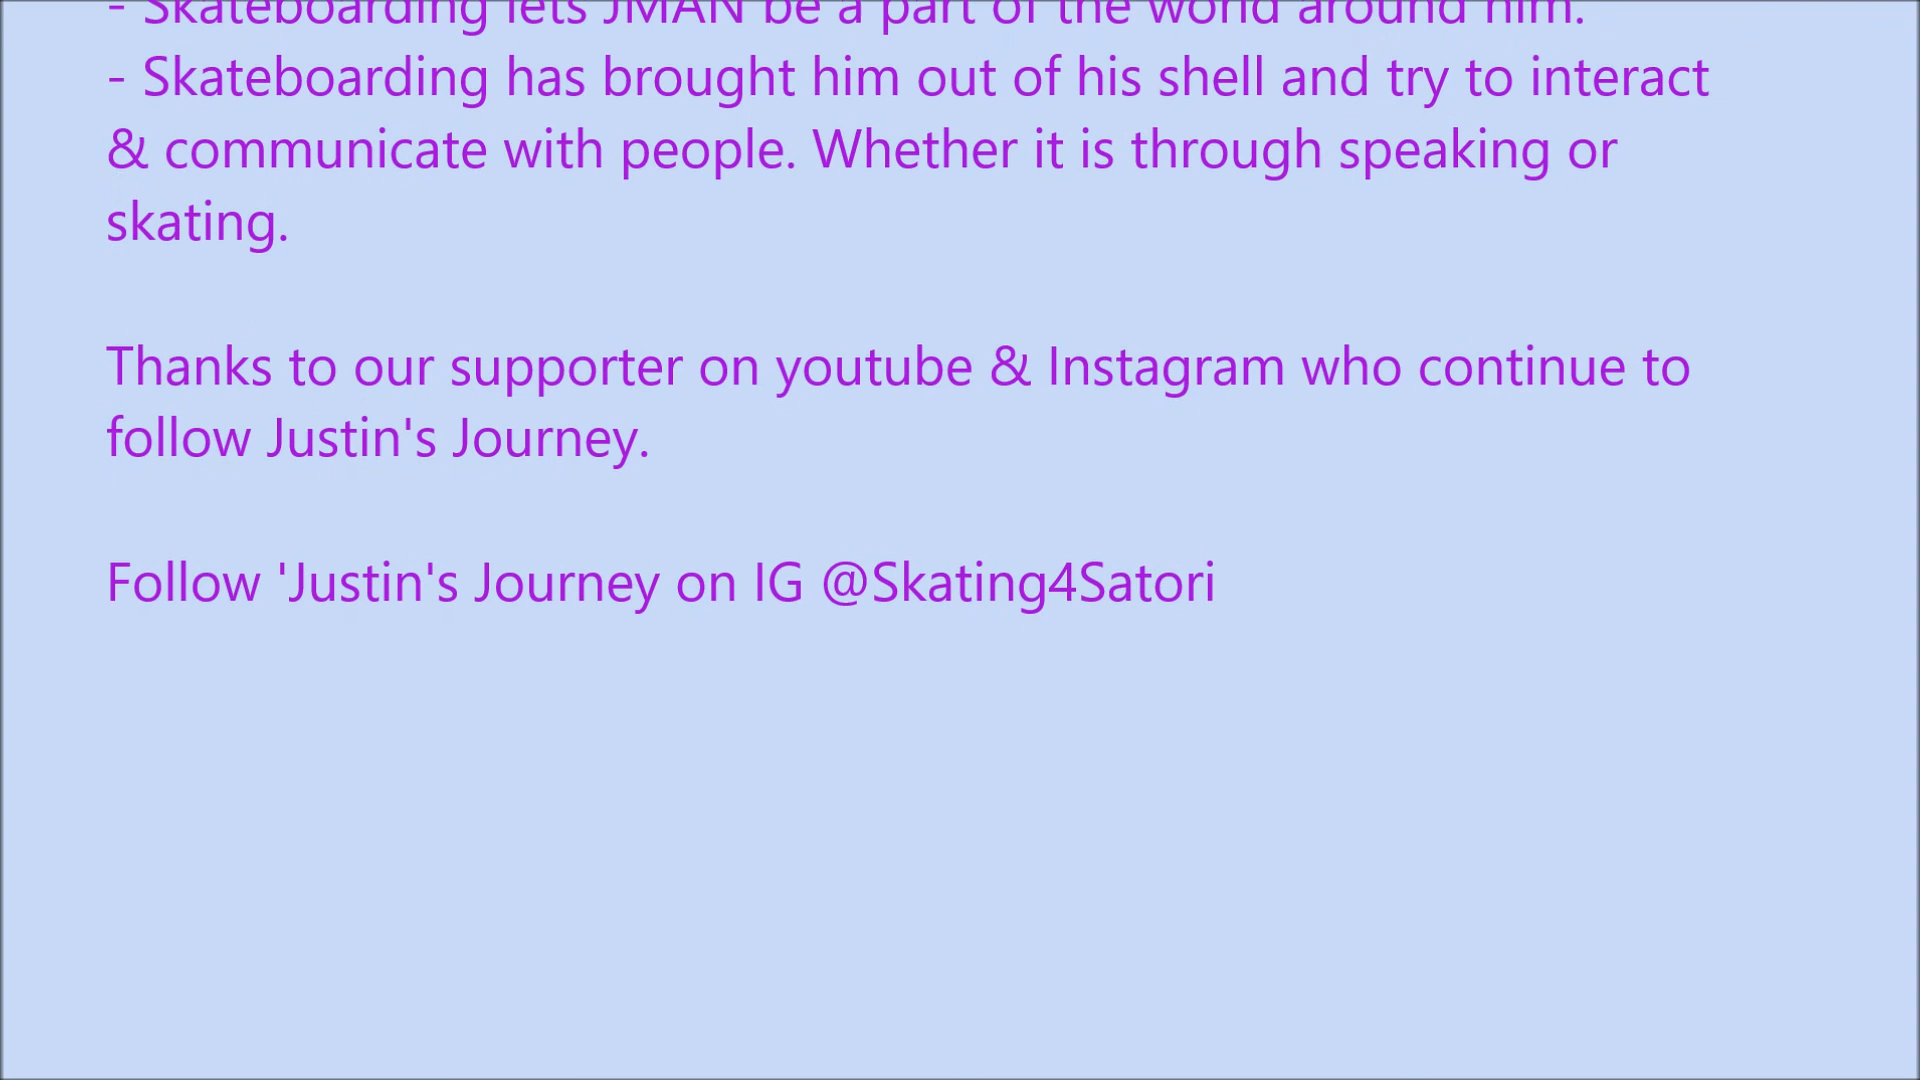 - Skateboarding lets JMAN be a part of the world around him.
- Skateboarding has brought him out of his shell and try to interact
& communicate with people. Whether it is through speaking or
skating.
Thanks to our supporter on youtube & Instagram who continue to
follow Justin's Journey.
Follow 'Justin's Journey on IG @Skating4Satori